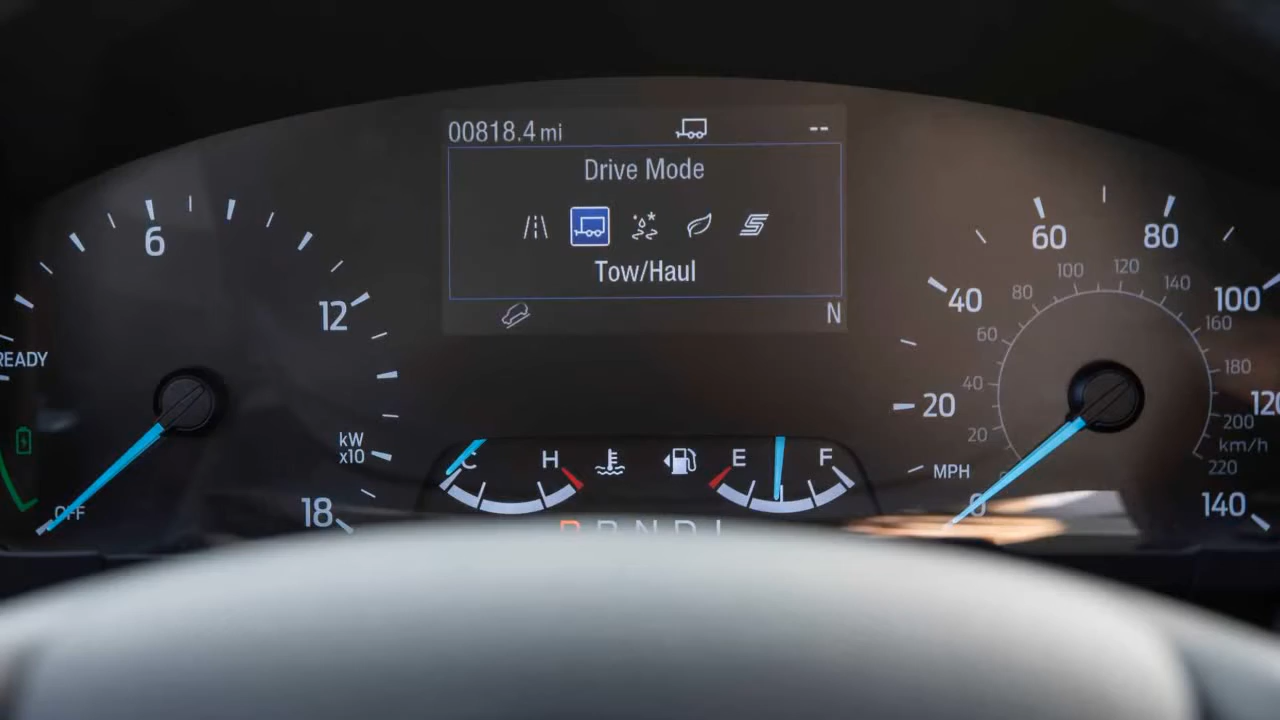 00818.4 mi --
Drive Mode
Tow/Haul
N
6
12
18
READY
kW
x10
OFF
C H
E F
P R N D L
0
20
40
60
80
100
120
140
MPH
20
40
60
80
100
120
140
160
180
200
220
km/h